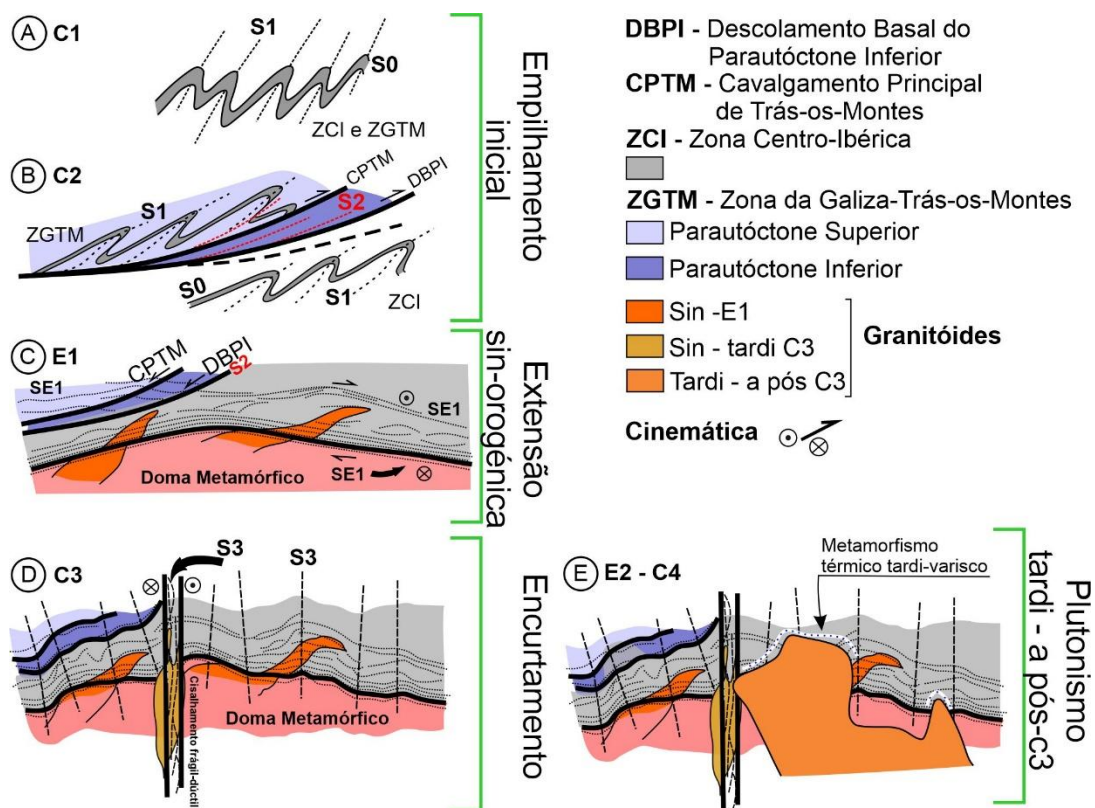 A C1
S1
S0
ZCI e ZGTM
Empilhamento
inicial
B C2
CPTM
DBPI
S2
S1
ZGTM
S0
S1
ZCI
C E1
CPTM
DBPI
S2
SE1
SE1
SE1
Doma Metamórfico
Extensão
sin-orogénica
D C3
S3
S3
Cisalhamento frágil-dúctil
Doma Metamórfico
Encurtamento
DBPI - Descolamento Basal do
Parautóctone Inferior
CPTM - Cavalgamento Principal
de Trás-os-Montes
ZCI - Zona Centro-Ibérica
ZGTM - Zona da Galiza-Trás-os-Montes
Parautóctone Superior
Parautóctone Inferior
Sin -E1
Sin - tardi C3
Tardi - a pós C3
Granitóides
Cinemática
E E2 - C4
Metamorfismo
térmico tardi-varisco
Plutonismo
tardi - a pós-c3